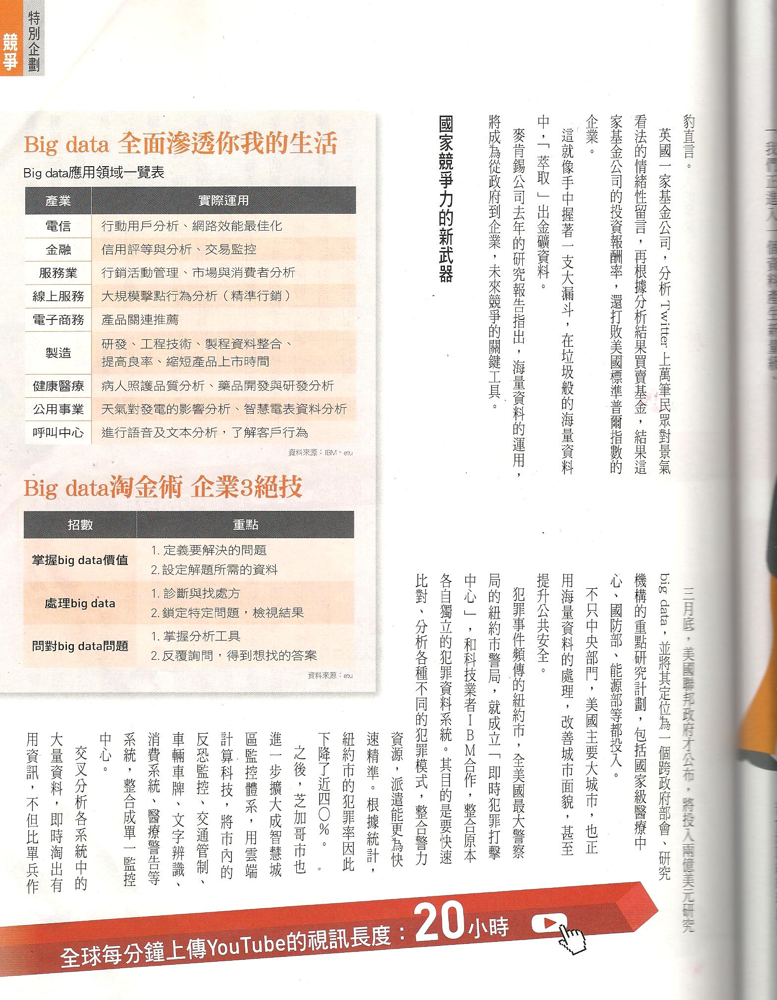 特別企劃
競爭
豹直言。
英國一家基金公司，分析 Twitter 上萬筆民眾對景氣
看法的情緒性留言，再根據分析結果買賣基金，結果這
家基金公司的投資報酬率，還打敗美國標準普爾指數的
企業。
這就像手中握著一支大漏斗，在垃圾般的海量資料
中，「萃取」出金礦資料。
麥肯錫公司去年的研究報告指出，海量資料的運用，
將成為從政府到企業，未來競爭的關鍵工具。
國家競爭力的新武器
三月底，美國聯邦政府才公布，將投入兩億美元研究
big data，並將其定位為一個跨政府部會、研究
機構的重點研究計劃，包括國家級醫療中
心、國防部、能源部等都投入。
不只中央部門，美國主要大城市，也正
用海量資料的處理，改善城市面貌，甚至
提升公共安全。
犯罪事件頻傳的紐約市，全美國最大警察
局的紐約市警局，就成立「即時犯罪打擊
中心」，和科技業者IBM合作，整合原本
各自獨立的犯罪資料系統。其目的是要快速
比對、分析各種不同的犯罪模式，整合警力
資源，派遣能更為快
速精準。根據統計，
紐約市的犯罪率因此
下降了近四〇%。
之後，芝加哥市也
進一步擴大成智慧城
區監控體系，用雲端
計算科技，將市內的
反恐監控、交通管制、
車輛車牌、文字辨識、
消費系統、醫療警告等
系統，整合成單一監控
中心。
交叉分析各系統中的
大量資料，即時淘出有
用資訊，不但比單兵作
Big data 全面滲透你我的生活
Big data應用領域一覽表
產業 實際運用
電信 行動用戶分析、網路效能最佳化
金融 信用評等與分析、交易監控
服務業 行銷活動管理、市場與消費者分析
線上服務 大規模擊點行為分析（精準行銷）
電子商務 產品關連推薦
製造 研發、工程技術、製程資料整合、
提高良率、縮短產品上市時間
健康醫療 病人照護品質分析、藥品開發與研發分析
公用事業 天氣對發電的影響分析、智慧電表資料分析
呼叫中心 進行語音及文本分析，了解客戶行為
資料來源：IBM、etu
Big data淘金術 企業3絕技
招數 重點
掌握big data價值 1. 定義要解決的問題
2. 設定解題所需的資料
處理big data 1. 診斷與找處方
2. 鎖定特定問題，檢視結果
問對big data問題 1. 掌握分析工具
2. 反覆詢問，得到想找的答案
資料來源：etu
全球每分鐘上傳YouTube的視訊長度：20小時